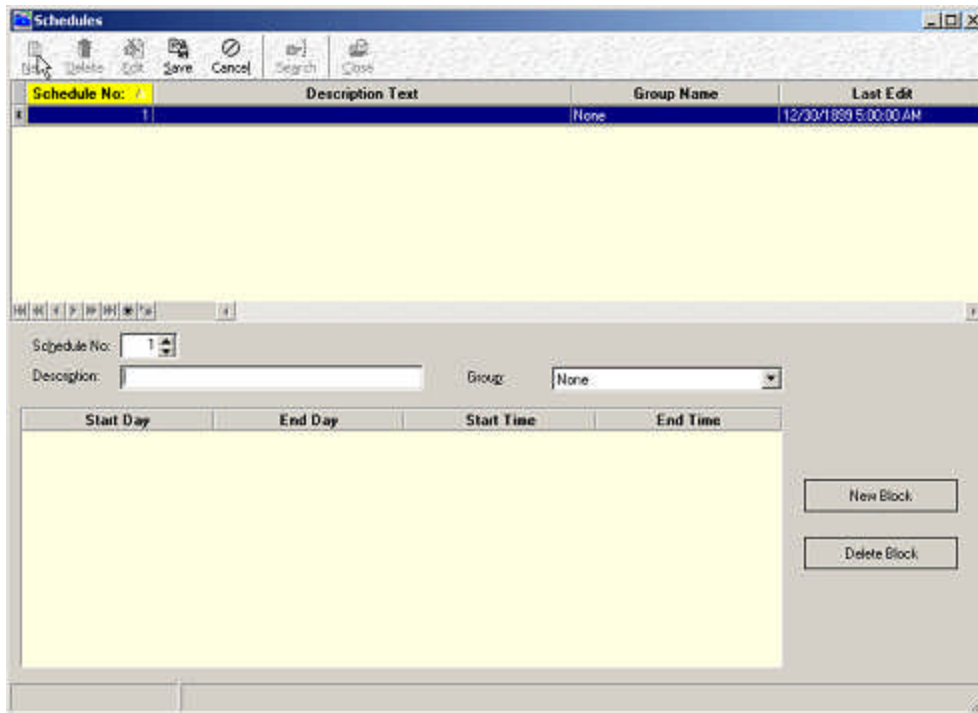 Schedules
New Delete Edit Save Cancel Search Close
Schedule No: Description Text Group Name Last Edit
1 None 12/30/1899 5:00:00 AM
Schedule No: 1
Description: Group: None
Start Day End Day Start Time End Time
New Block
Delete Block